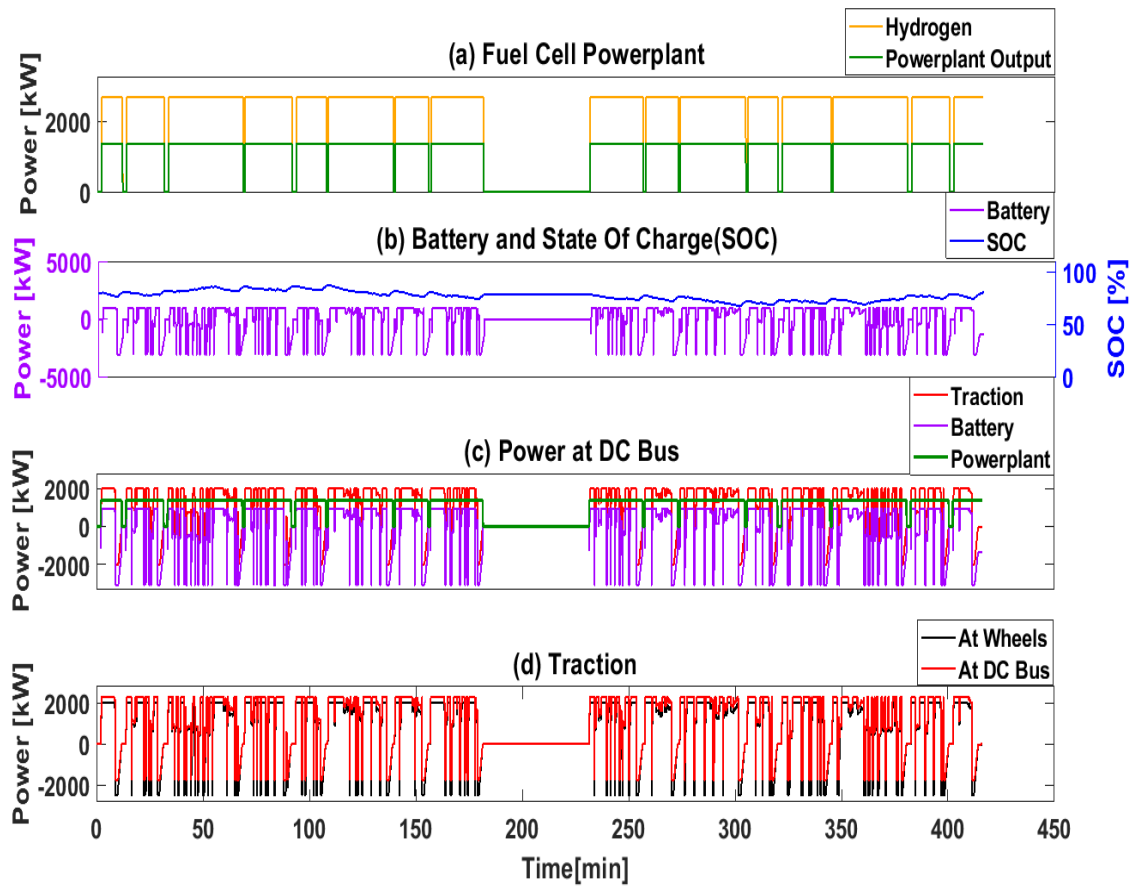 Hydrogen
Powerplant Output
(a) Fuel Cell Powerplant
Power [kW]
2000
0
Battery
SOC
(b) Battery and State Of Charge(SOC)
Power [kW]
5000
0
-5000
SOC [%]
100
50
0
Traction
Battery
Powerplant
(c) Power at DC Bus
Power [kW]
2000
0
-2000
At Wheels
At DC Bus
(d) Traction
Power [kW]
2000
0
-2000
0 50 100 150 200 250 300 350 400 450
Time[min]